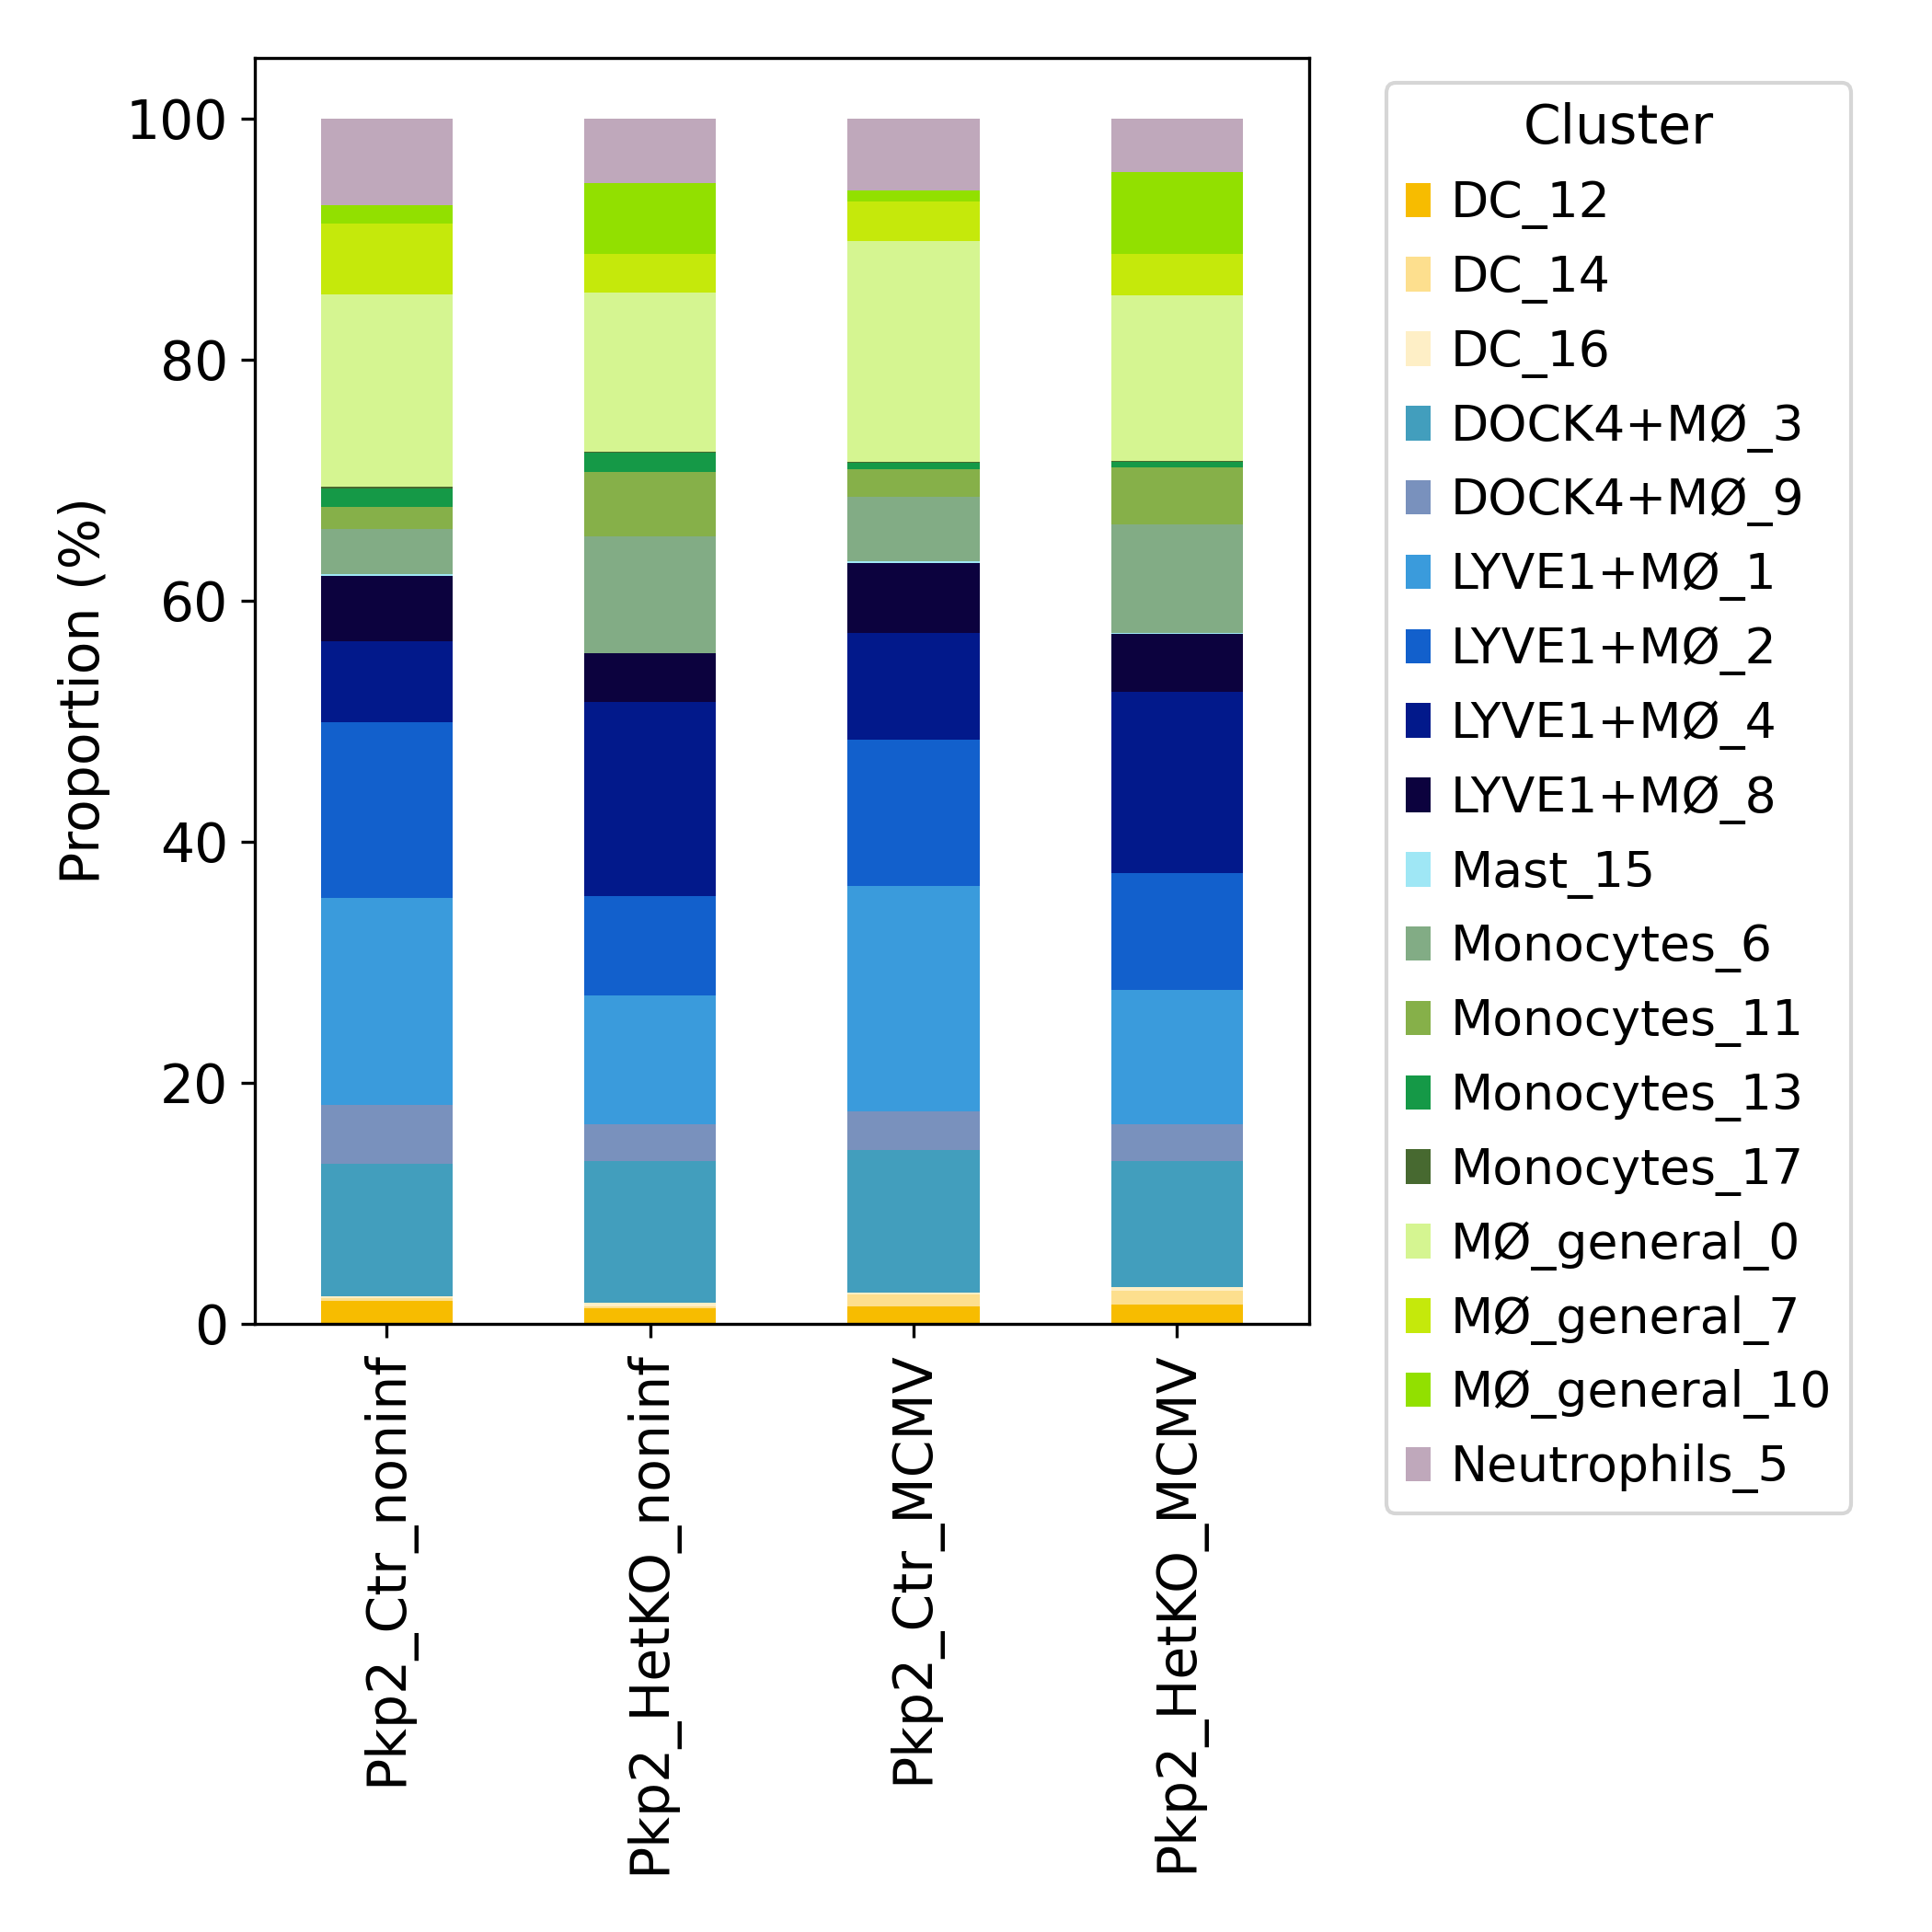 Proportion (%)
100
80
60
40
20
0
Pkp2_Ctr_noninf
Pkp2_HetKO_noninf
Pkp2_Ctr_MCMV
Pkp2_HetKO_MCMV
Cluster
DC_12
DC_14
DC_16
DOCK4+MØ_3
DOCK4+MØ_9
LYVE1+MØ_1
LYVE1+MØ_2
LYVE1+MØ_4
LYVE1+MØ_8
Mast_15
Monocytes_6
Monocytes_11
Monocytes_13
Monocytes_17
MØ_general_0
MØ_general_7
MØ_general_10
Neutrophils_5